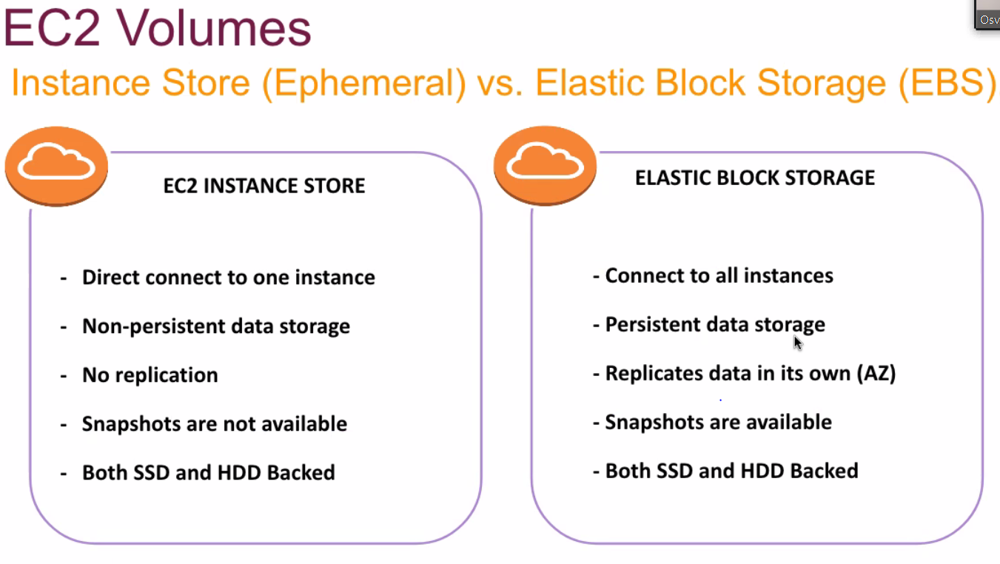 EC2 Volumes
Osv
Instance Store (Ephemeral) vs. Elastic Block Storage (EBS)
EC2 INSTANCE STORE
- Direct connect to one instance
- Non-persistent data storage
- No replication
- Snapshots are not available
- Both SSD and HDD Backed
ELASTIC BLOCK STORAGE
- Connect to all instances
- Persistent data storage
- Replicates data in its own (AZ)
- Snapshots are available
- Both SSD and HDD Backed